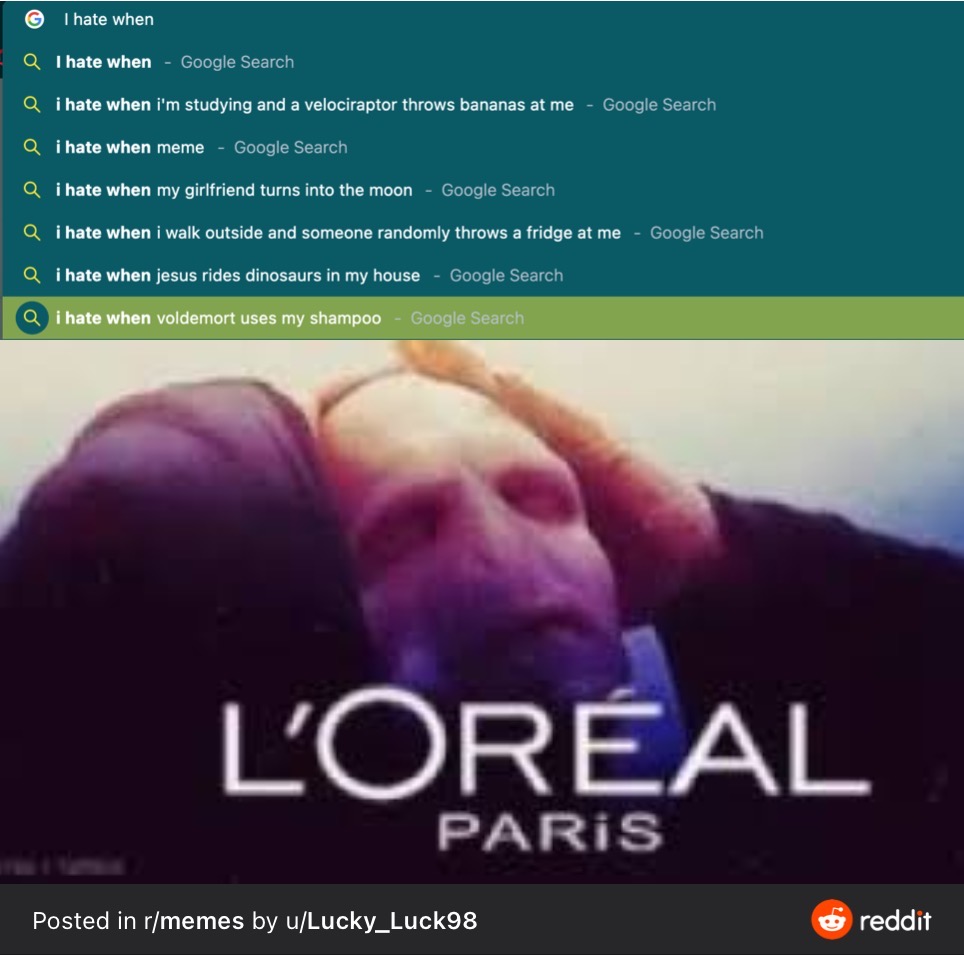 I hate when
I hate when - Google Search
i hate when i'm studying and a velociraptor throws bananas at me - Google Search
i hate when meme - Google Search
i hate when my girlfriend turns into the moon - Google Search
i hate when i walk outside and someone randomly throws a fridge at me - Google Search
i hate when jesus rides dinosaurs in my house - Google Search
i hate when voldemort uses my shampoo - Google Search
L'ORÉAL
PARiS
Posted in r/memes by u/Lucky_Luck98
reddit